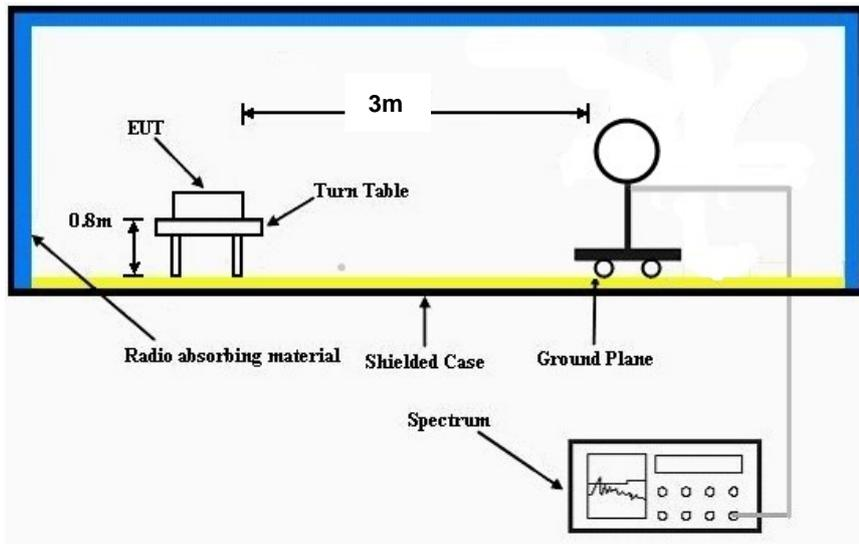 3m
EUT
Turn Table
0.8m
Radio absorbing material
Shielded Case
Ground Plane
Spectrum